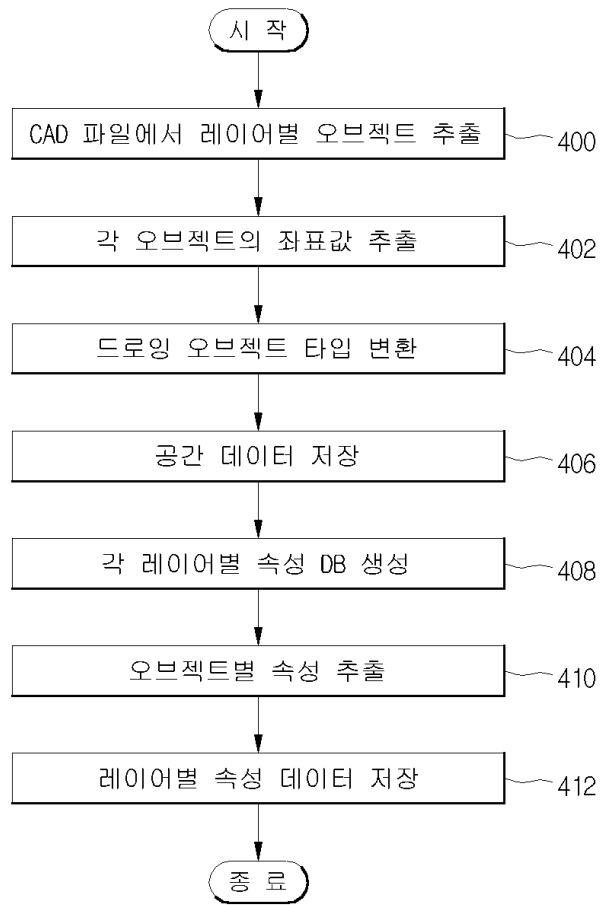 시 작
CAD 파일에서 레이어별 오브젝트 추출
400
각 오브젝트의 좌표값 추출
402
드로잉 오브젝트 타입 변환
404
공간 데이터 저장
406
각 레이어별 속성 DB 생성
408
오브젝트별 속성 추출
410
레이어별 속성 데이터 저장
412
종 료